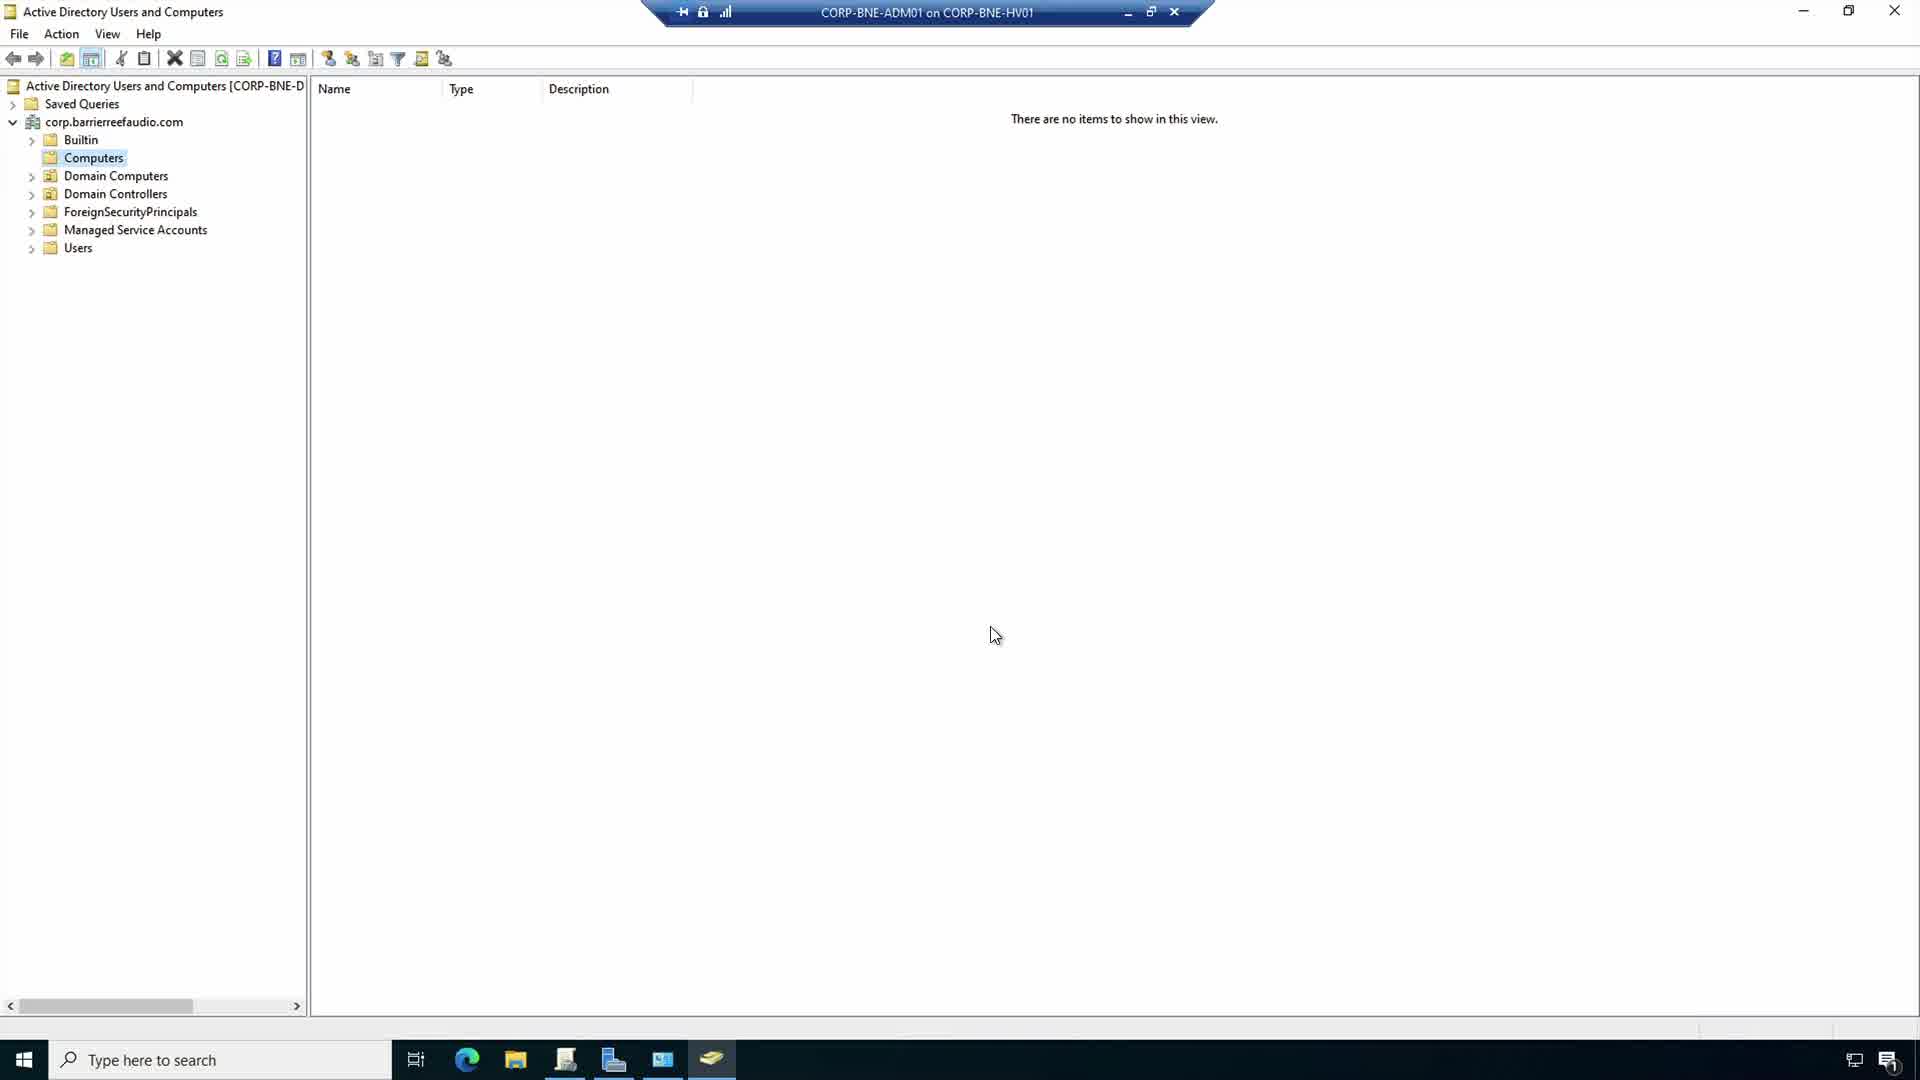 Active Directory Users and Computers
CORP-BNE-ADM01 on CORP-BNE-HV01
File Action View Help
Active Directory Users and Computers [CORP-BNE-D
Name Type Description
Saved Queries
There are no items to show in this view.
corp.barrierreefaudio.com
Builtin
Computers
Domain Computers
Domain Controllers
ForeignSecurityPrincipals
Managed Service Accounts
Users
Type here to search
1